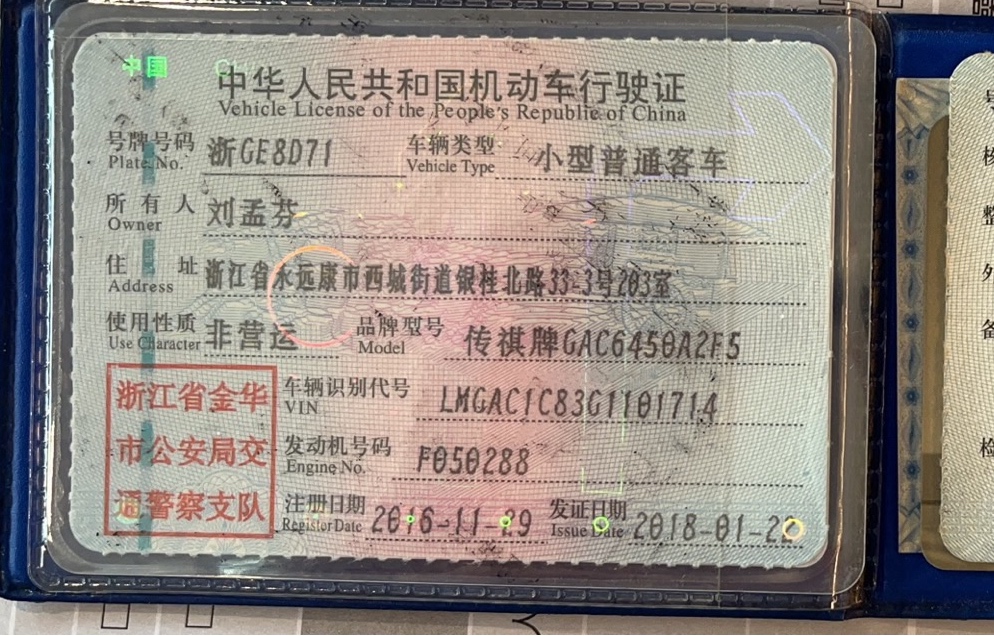 中国
中华人民共和国机动车行驶证
Vehicle License of the People's Republic of China
号牌号码 浙GE8D71 车辆类型 小型普通客车
Plate No. Vehicle Type
所有人 刘孟芬
Owner
住址 浙江省永远康市西城街道银桂北路33-3号203室
Address
使用性质 非营运 品牌型号 传祺牌GAC6450A2F5
Use Character Model
浙江省金华
市公安局交
通警察支队
车辆识别代号 LMGAC1C83G1101714
VIN
发动机号码 F050288
Engine No.
注册日期 2016-11-29 发证日期
Register Date Issue Date
号
核
整
外
备
检